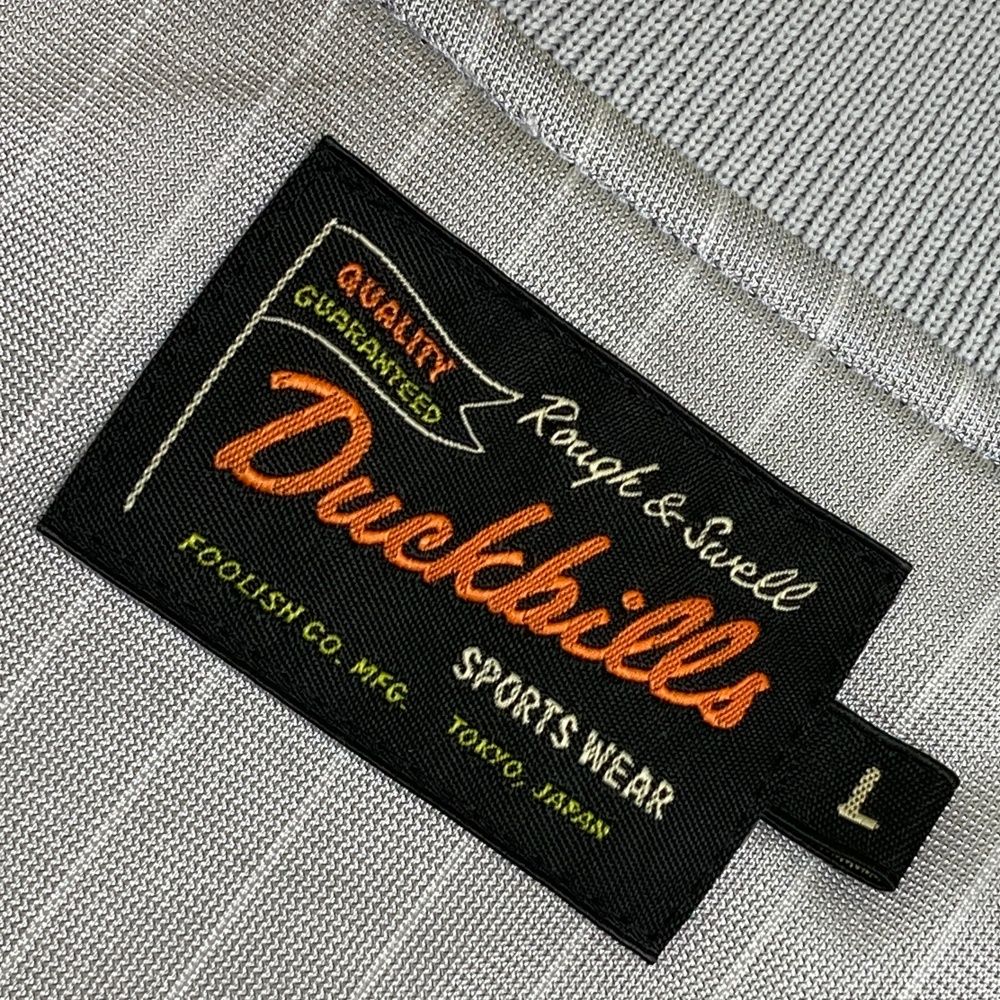 QUALITY
GUARANTEED
Rough & Swell
Duckbills
SPORTS WEAR
FOOLISH CO. MFG. TOKYO, JAPAN
L